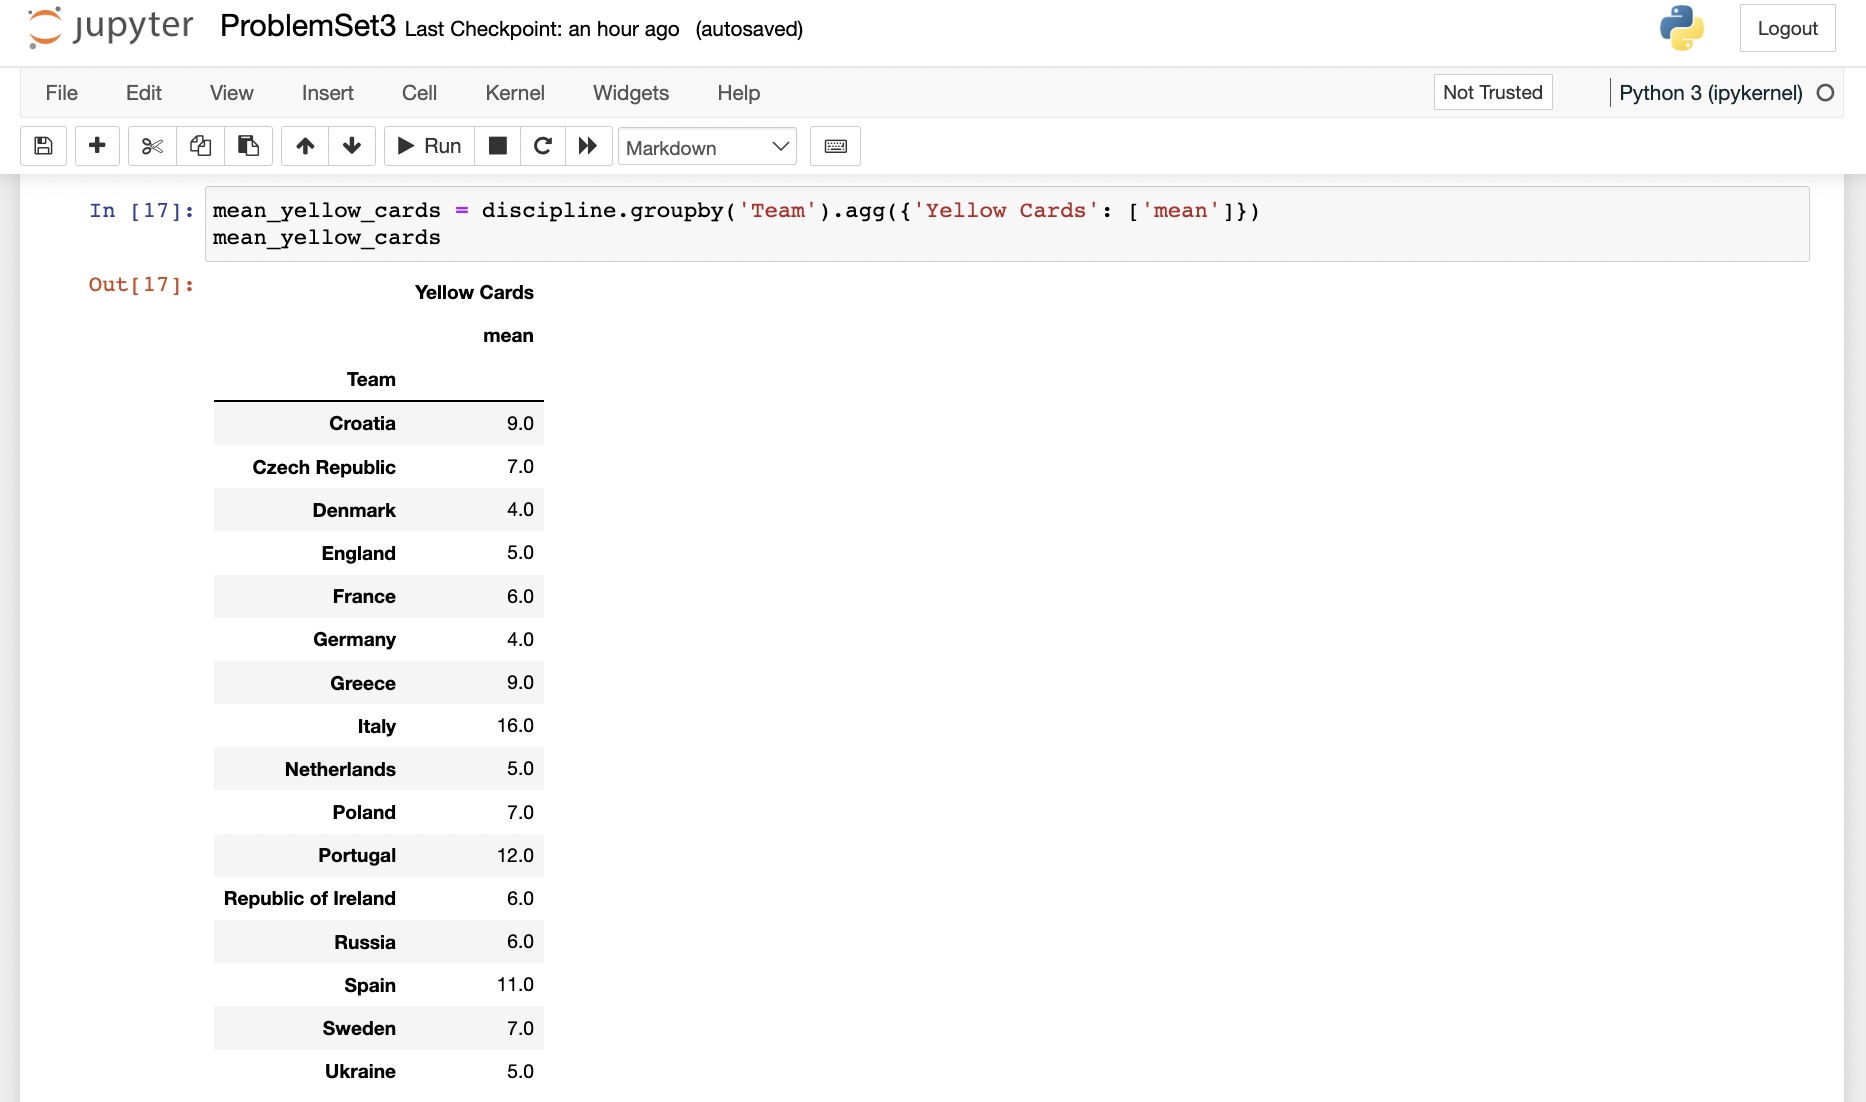 jupyter ProblemSet3 Last Checkpoint: an hour ago (autosaved)
Logout
File Edit View Insert Cell Kernel Widgets Help
Not Trusted
Python 3 (ipykernel)
Run
Markdown
In [17]:
mean_yellow_cards = discipline.groupby('Team').agg({'Yellow Cards': ['mean']})
mean_yellow_cards
Out[17]:
Yellow Cards
mean
Team
Croatia 9.0
Czech Republic 7.0
Denmark 4.0
England 5.0
France 6.0
Germany 4.0
Greece 9.0
Italy 16.0
Netherlands 5.0
Poland 7.0
Portugal 12.0
Republic of Ireland 6.0
Russia 6.0
Spain 11.0
Sweden 7.0
Ukraine 5.0